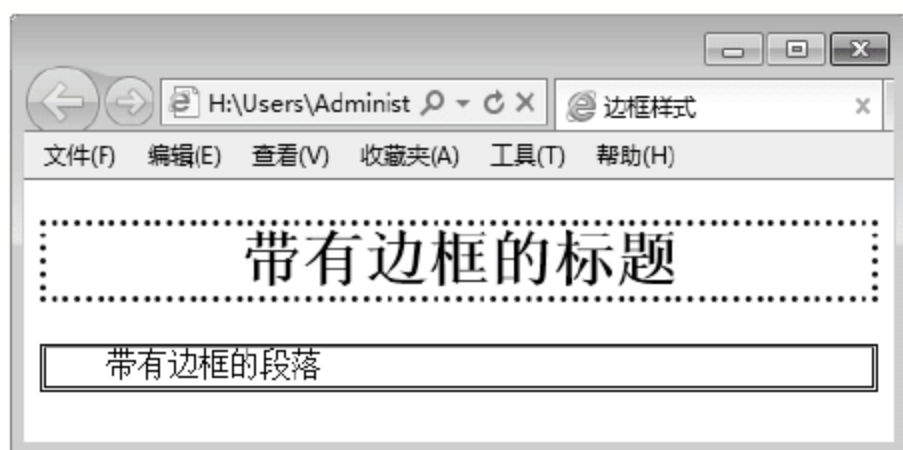 H:\Users\Administ
边框样式
文件(F) 编辑(E) 查看(V) 收藏夹(A) 工具(T) 帮助(H)
带有边框的标题
带有边框的段落